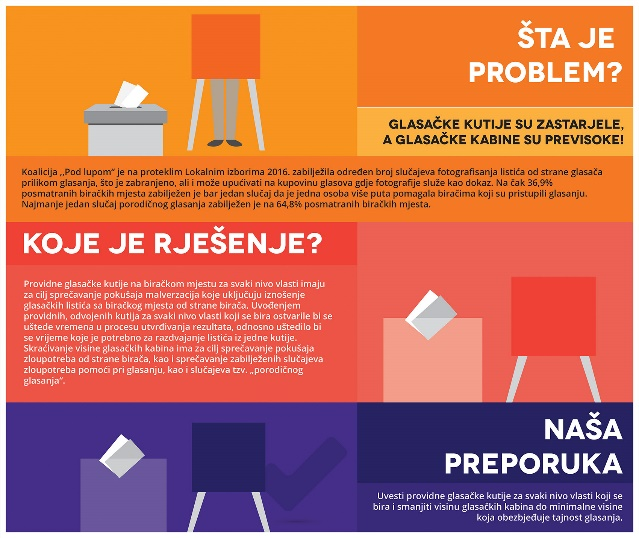 ŠTA JE
PROBLEM?
GLASAČKE KUTIJE SU ZASTARJELE,
A GLASAČKE KABINE SU PREVISOKE!
Koalicija ,,Pod lupom" je na proteklim Lokalnim izborima 2016. zabilježila određen broj slučajeva fotografisanja listića od strane glasača
prilikom glasanja, što je zabranjeno, ali i može upućivati na kupovinu glasova gdje fotografije služe kao dokaz. Na čak 36,9%
posmatranih biračkih mjesta zabilježen je bar jedan slučaj da je jedna osoba više puta pomagala biračima koji su pristupili glasanju.
Najmanje jedan slučaj porodičnog glasanja zabilježen je na 64,8% posmatranih biračkih mjesta.
KOJE JE RJEŠENJE?
Providne glasačke kutije na biračkom mjestu za svaki nivo vlasti imaju
za cilj sprečavanje pokušaja malverzacija koje uključuju iznošenje
glasačkih listića sa biračkog mjesta od strane birača. Uvođenjem
providnih, odvojenih kutija za svaki nivo vlasti koji se bira ostvarile bi se
uštede vremena u procesu utvrđivanja rezultata, odnosno uštedilo bi
se vrijeme koje je potrebno za razdvajanje listića iz jedne kutije.
Skraćivanje visine glasačkih kabina ima za cilj sprečavanje pokušaja
zloupotreba od strane birača, kao i sprečavanje zabilježenih slučajeva
zloupotreba pomoći pri glasanju, kao i slučajeva tzv. „porodičnog
glasanja".
NAŠA
PREPORUKA
Uvesti providne glasačke kutije za svaki nivo vlasti koji se
bira i smanjiti visinu glasačkih kabina do minimalne visine
koja obezbjeđuje tajnost glasanja.